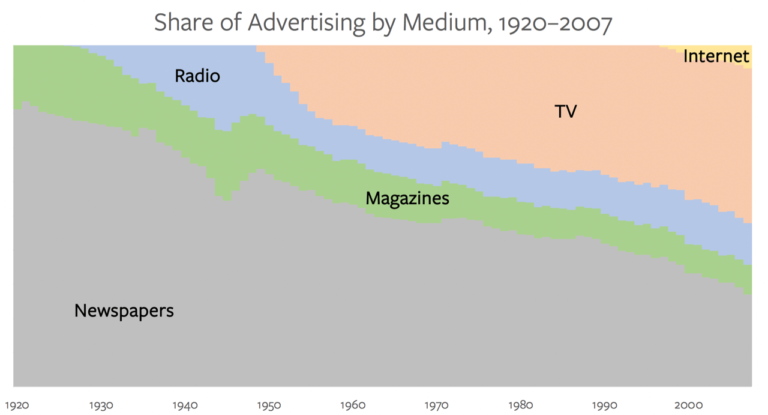 Share of Advertising by Medium, 1920–2007
Internet
Radio
TV
Magazines
Newspapers
1920 1930 1940 1950 1960 1970 1980 1990 2000